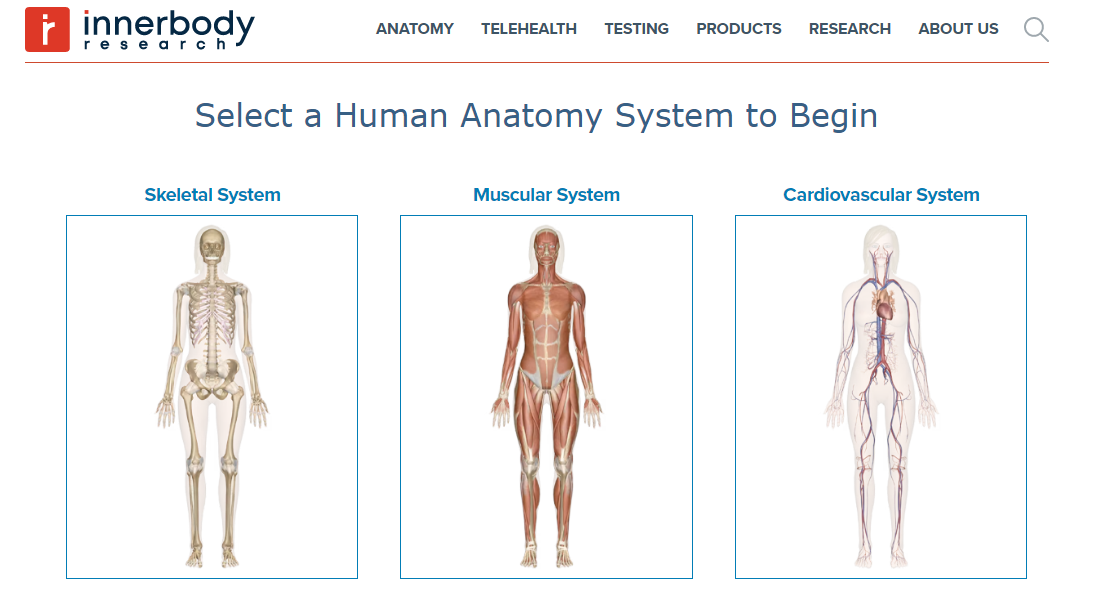 innerbody
research
ANATOMY TELEHEALTH TESTING PRODUCTS RESEARCH ABOUT US
Select a Human Anatomy System to Begin
Skeletal System Muscular System Cardiovascular System